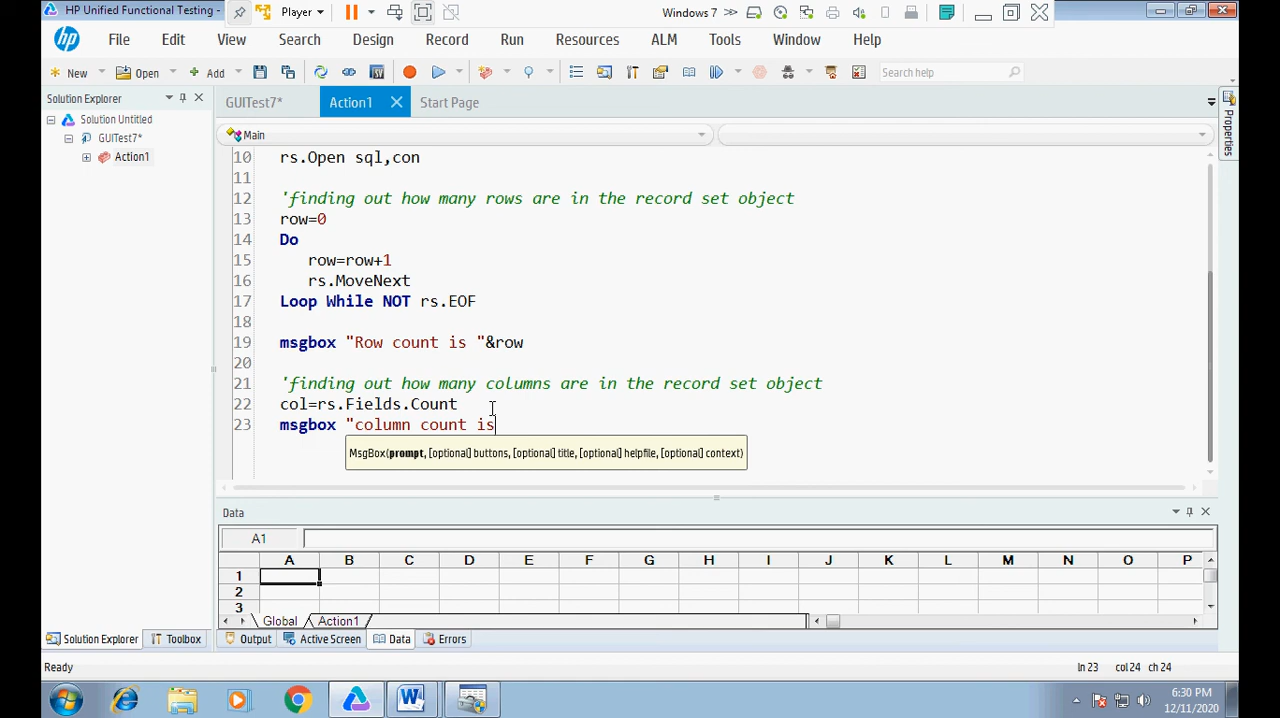 HP Unified Functional Testing -
Player
Windows 7
hp
File Edit View Search Design Record Run Resources ALM Tools Window Help
New Open Add Search help
Solution Explorer
Solution Untitled
GUITest7*
Action1
GUITest7* Action1 Start Page
Main
10 rs.Open sql,con
11
12 'finding out how many rows are in the record set object
13 row=0
14 Do
15 row=row+1
16 rs.MoveNext
17 Loop While NOT rs.EOF
18
19 msgbox "Row count is "&row
20
21 'finding out how many columns are in the record set object
22 col=rs.Fields.Count
23 msgbox "column count is
MsgBox(prompt, [optional] buttons, [optional] title, [optional] helpfile, [optional] context)
Properties
Data
A1
A B C D E F G H I J K L M N O P
1
2
3
Global Action1
Solution Explorer Toolbox Output Active Screen Data Errors
Ready ln 23 col 24 ch 24
6:30 PM
12/11/2020